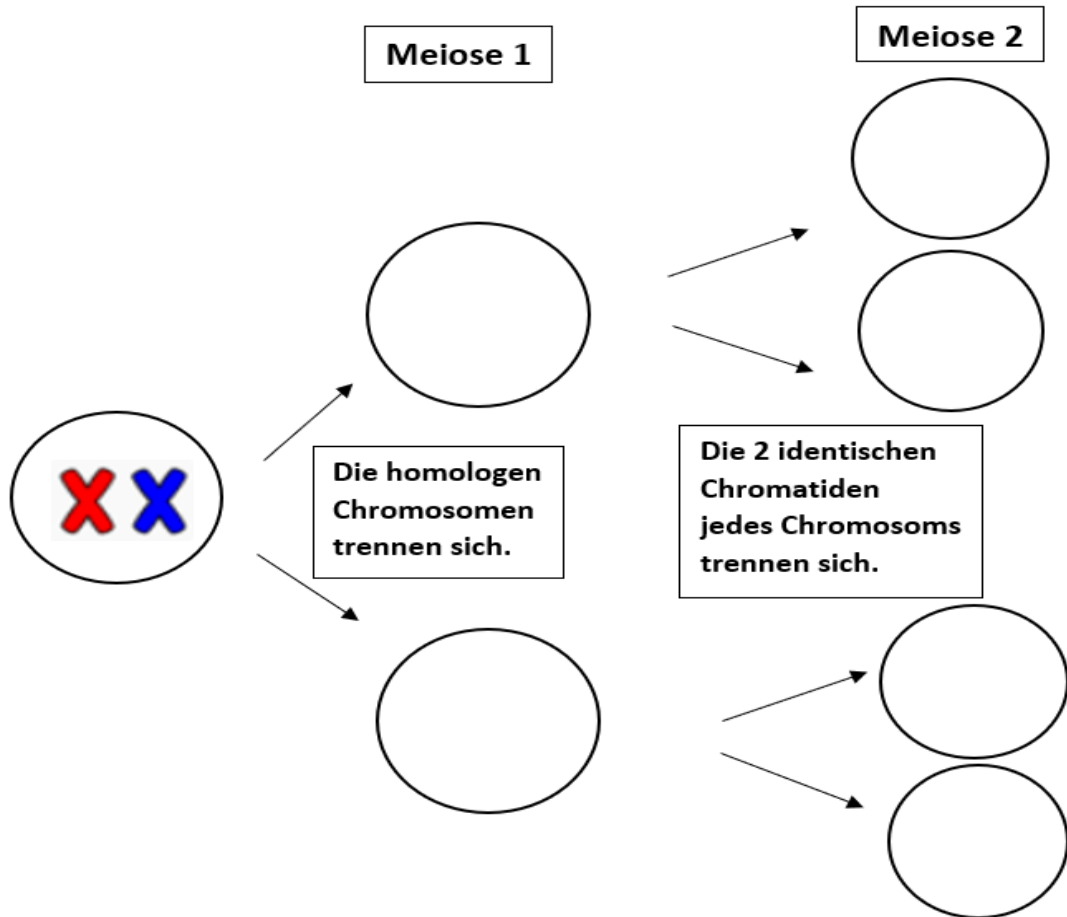 Meiose 1
Meiose 2
Die homologen
Chromosomen
trennen sich.
Die 2 identischen
Chromatiden
jedes Chromosoms
trennen sich.